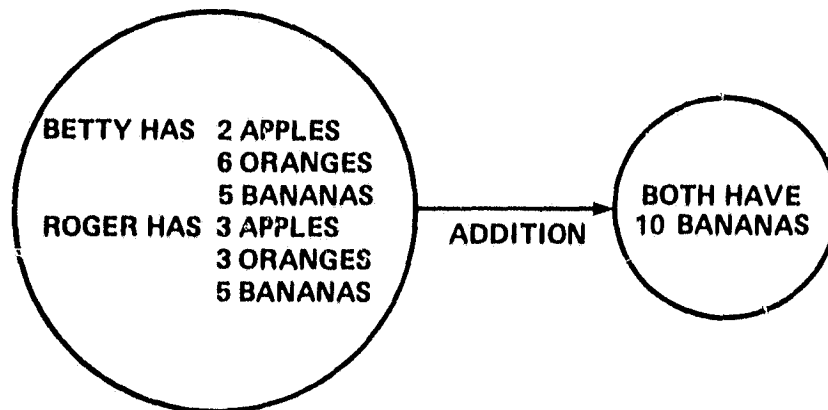 BETTY HAS 2 APPLES
6 ORANGES
5 BANANAS
ROGER HAS 3 APPLES
3 ORANGES
5 BANANAS
ADDITION
BOTH HAVE
10 BANANAS